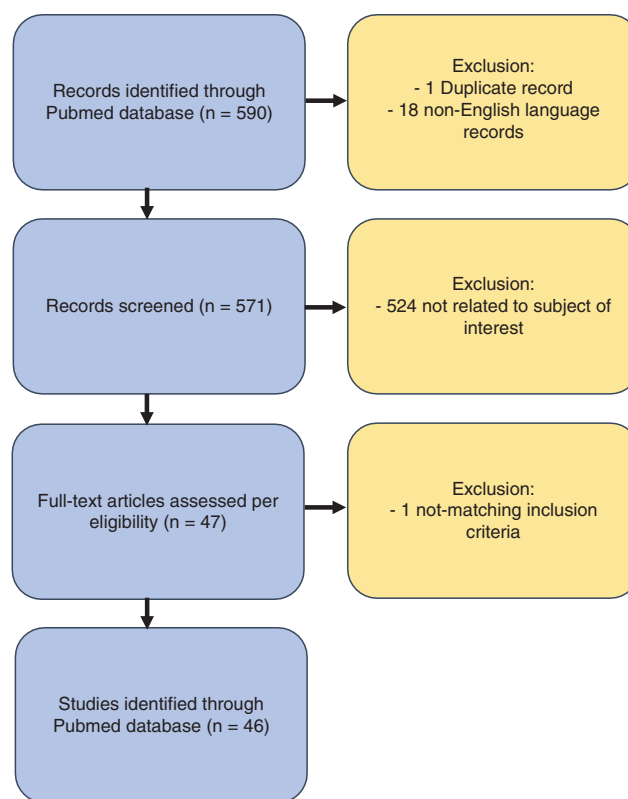 Records identified through
Pubmed database (n = 590)
Exclusion:
- 1 Duplicate record
- 18 non-English language
records
Records screened (n = 571)
Exclusion:
- 524 not related to subject of
interest
Full-text articles assessed per
eligibility (n = 47)
Exclusion:
- 1 not-matching inclusion
criteria
Studies identified through
Pubmed database (n = 46)